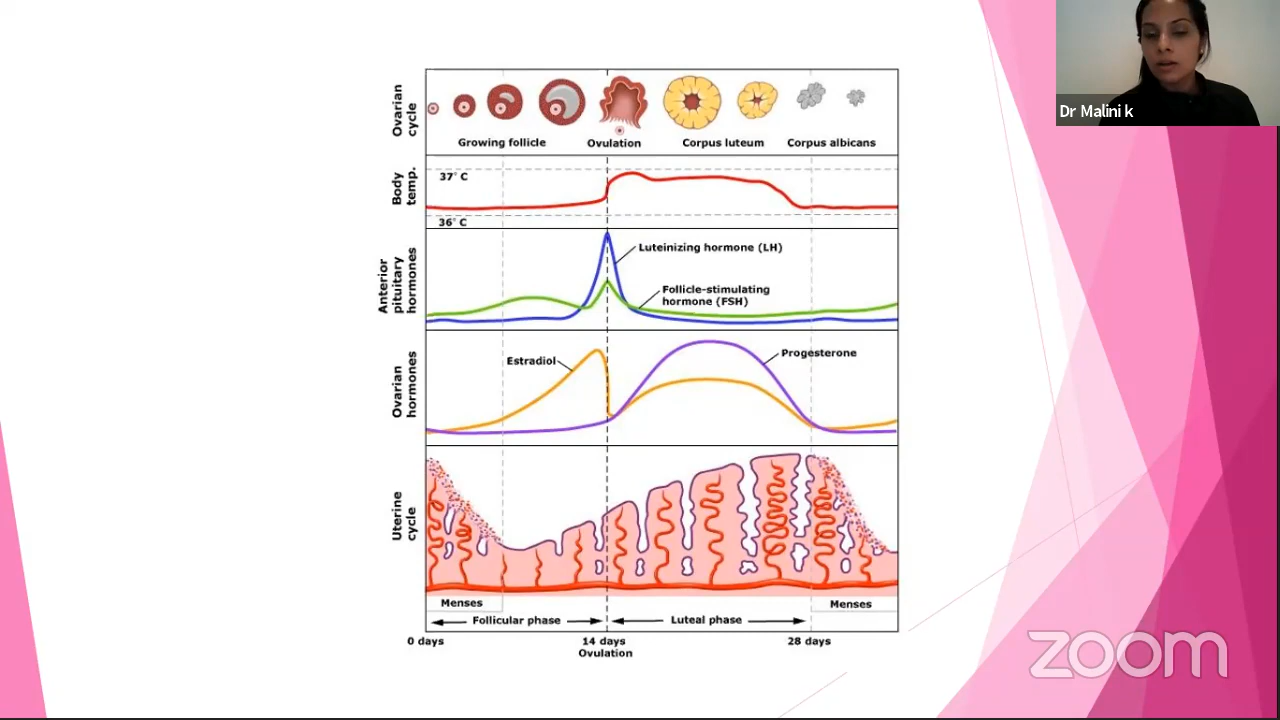 Dr Malini k
Ovarian
cycle
Growing follicle
Ovulation
Corpus luteum
Corpus albicans
Body
temp.
37° C
36° C
Anterior
pituitary
hormones
Luteinizing hormone (LH)
Follicle-stimulating
hormone (FSH)
Ovarian
hormones
Estradiol
Progesterone
Uterine
cycle
Menses
Menses
Follicular phase
Luteal phase
0 days
14 days
Ovulation
28 days
zoom